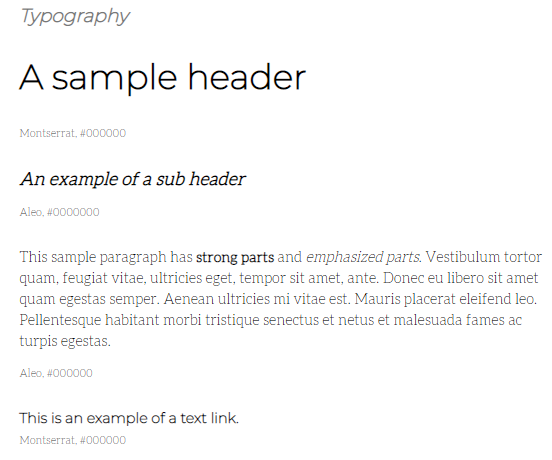 Typography
A sample header
Montserrat, #000000
An example of a sub header
Aleo, #0000000
This sample paragraph has strong parts and emphasized parts. Vestibulum tortor
quam, feugiat vitae, ultricies eget, tempor sit amet, ante. Donec eu libero sit amet
quam egestas semper. Aenean ultricies mi vitae est. Mauris placerat eleifend leo.
Pellentesque habitant morbi tristique senectus et netus et malesuada fames ac
turpis egestas.
Aleo, #000000
This is an example of a text link.
Montserrat, #000000